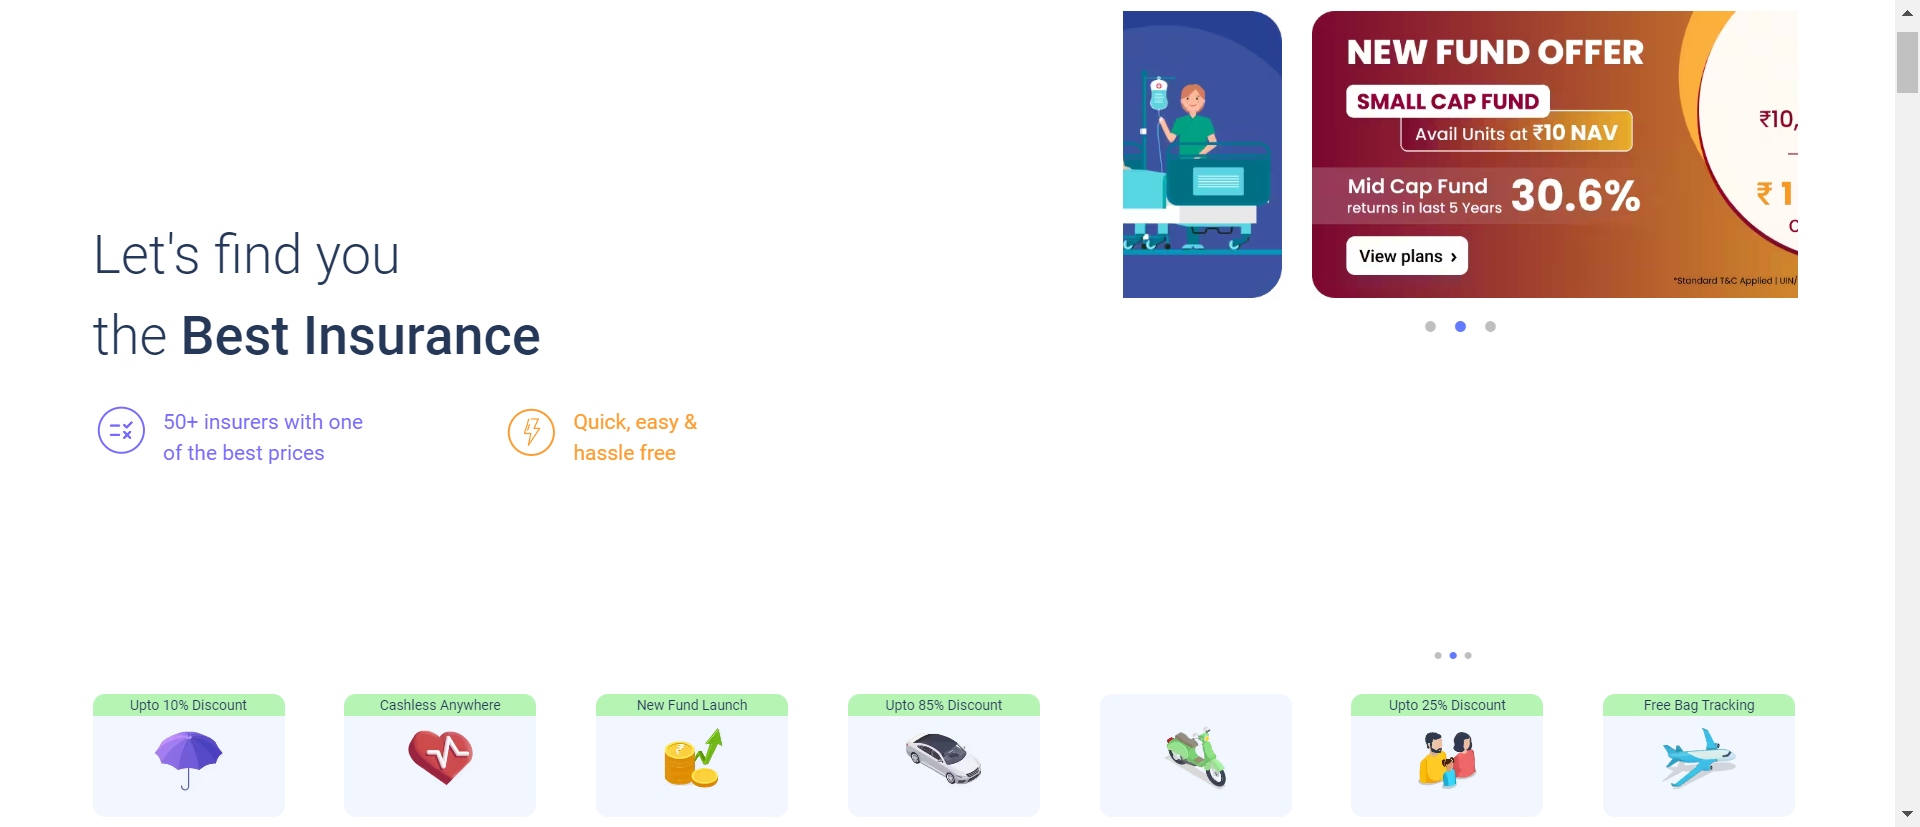 Let's find you
the Best Insurance
50+ insurers with one
of the best prices
Quick, easy &
hassle free
NEW FUND OFFER
SMALL CAP FUND
Avail Units at ₹10 NAV
Mid Cap Fund
returns in last 5 Years
30.6%
View plans ›
₹10,
₹ 1
*Standard T&C Applied | UIN/
Upto 10% Discount
Cashless Anywhere
New Fund Launch
Upto 85% Discount
Upto 25% Discount
Free Bag Tracking